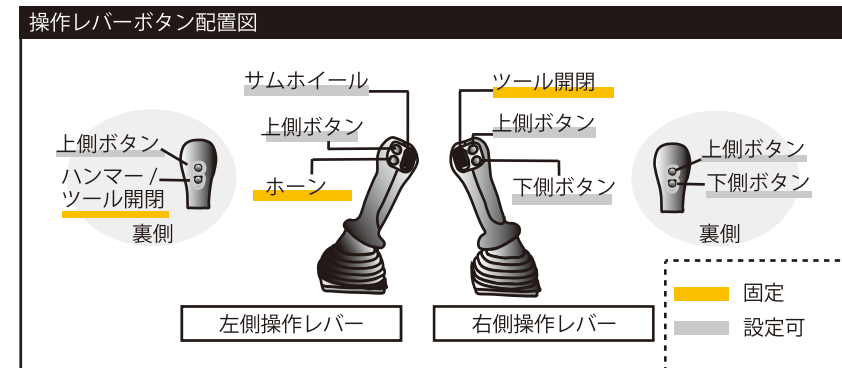 操作レバーボタン配置図
サムホイール
ツール開閉
上側ボタン
上側ボタン
上側ボタン
上側ボタン
ハンマー /
ツール開閉
ホーン
下側ボタン
下側ボタン
裏側
裏側
左側操作レバー
右側操作レバー
固定
設定可